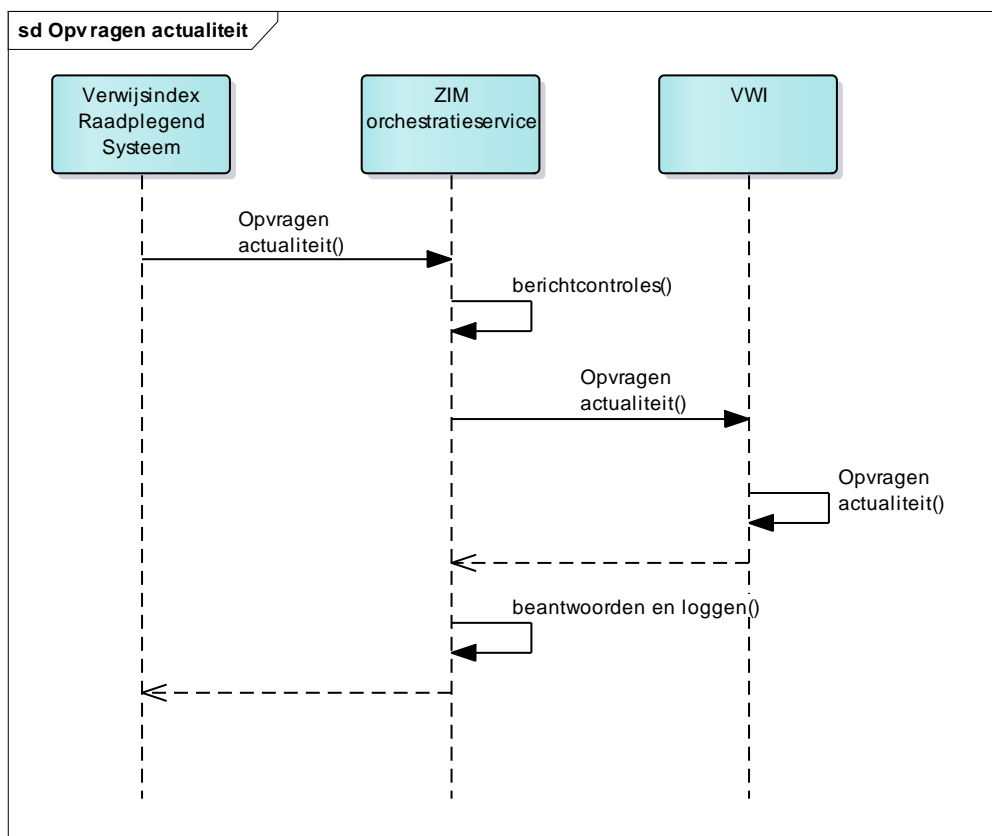 sd Opvragen actualiteit
Verwijsindex
Raadplegend
Systeem
ZIM
orchestratieservice
VWI
Opvragen
actualiteit()
berichtcontroles()
Opvragen
actualiteit()
Opvragen
actualiteit()
beantwoorden en loggen()